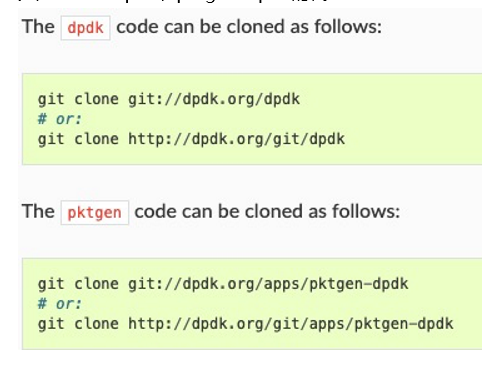 The dpdk code can be cloned as follows:
git clone git://dpdk.org/dpdk
# or:
git clone http://dpdk.org/git/dpdk
The pktgen code can be cloned as follows:
git clone git://dpdk.org/apps/pktgen-dpdk
# or:
git clone http://dpdk.org/git/apps/pktgen-dpdk